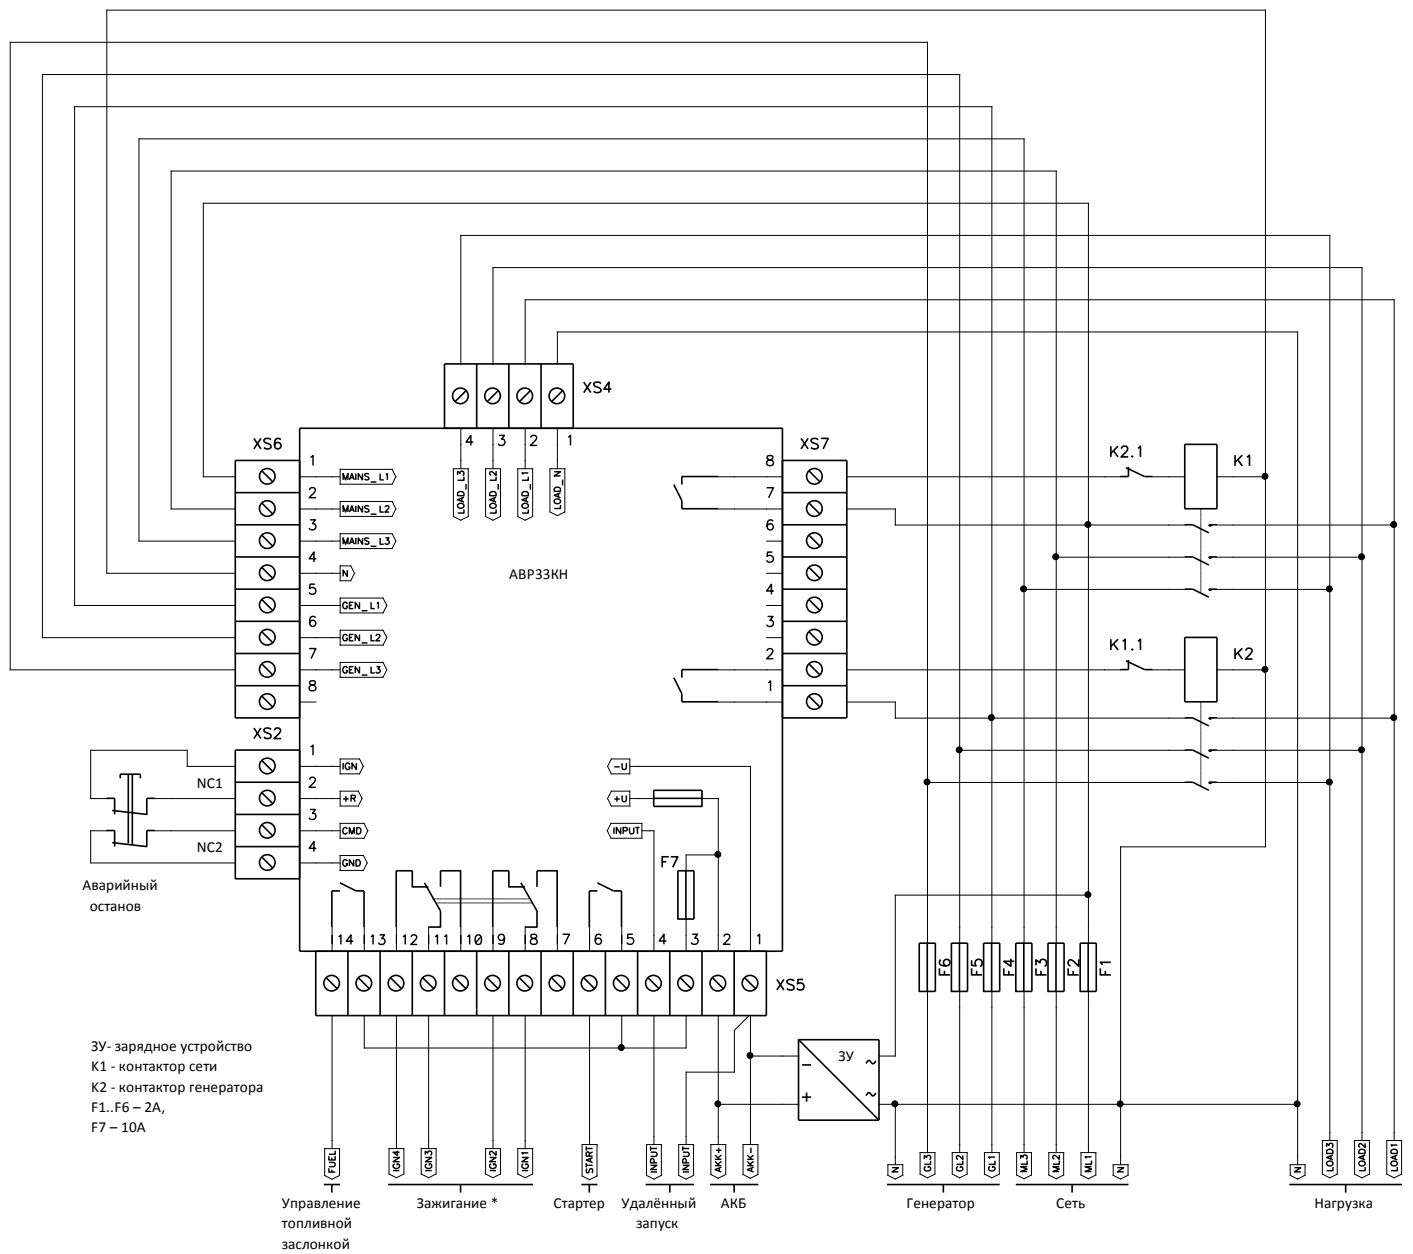 XS4
4 3 2 1
LOAD_L3 LOAD_L2 LOAD_L1 LOAD_N
АВР33КН
XS6
1 MAINS_L1
2 MAINS_L2
3 MAINS_L3
4 N
5 GEN_L1
6 GEN_L2
7 GEN_L3
8
XS7
8
7
6
5
4
3
2
1
K2.1 K1
K1.1 K2
XS2
1 IGN
2 +R
3 CMD
4 GND
NC1
NC2
Аварийный
останов
-U
+U
INPUT
F7
14 13 12 11 10 9 8 7 6 5 4 3 2 1
XS5
F6 F5 F4 F3 F2 F1
ЗУ
− ~
+ ~
ЗУ- зарядное устройство
К1 - контактор сети
К2 - контактор генератора
F1..F6 – 2А,
F7 – 10А
FUEL IGN4 IGN3 IGN2 IGN1 START INPUT INPUT AKK+ AKK- N GL3 GL2 GL1 ML3 ML2 ML1 N N LOAD3 LOAD2 LOAD1
Управление
топливной
заслонкой
Зажигание *
Стартер
Удалённый
запуск
АКБ
Генератор
Сеть
Нагрузка